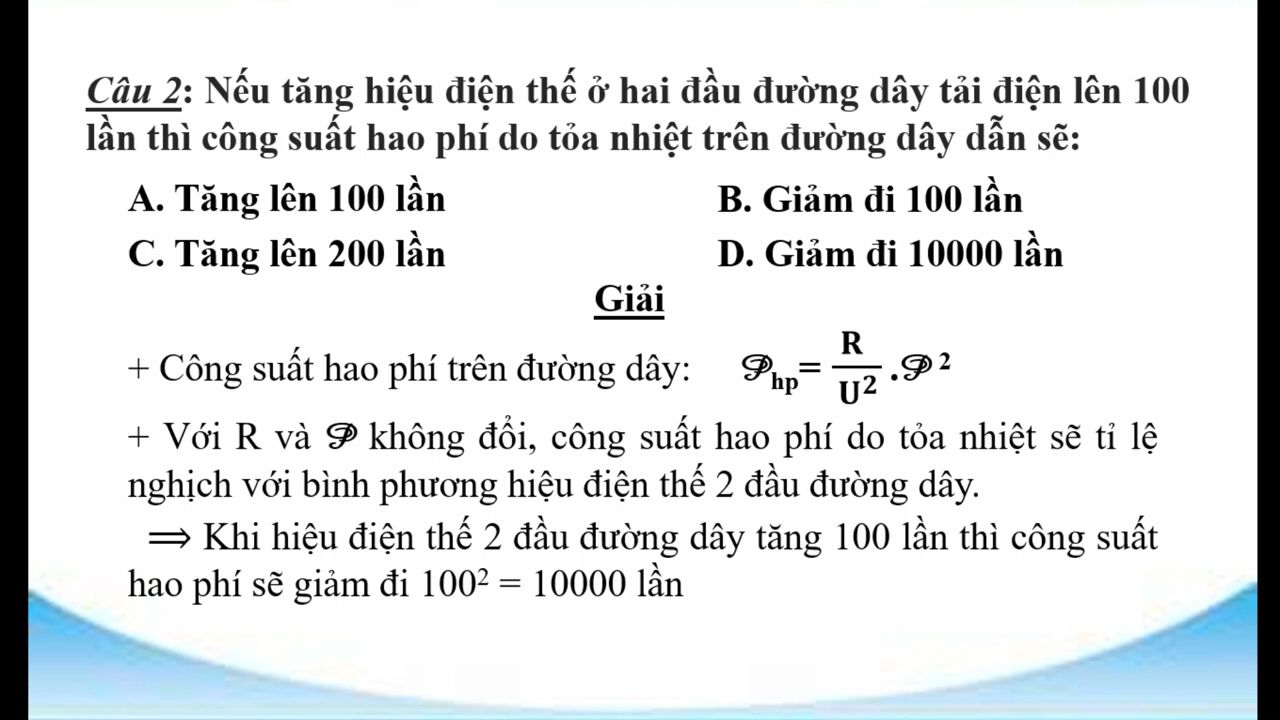 Câu 2: Nếu tăng hiệu điện thế ở hai đầu đường dây tải điện lên 100
lần thì công suất hao phí do tỏa nhiệt trên đường dây dẫn sẽ:
A. Tăng lên 100 lần B. Giảm đi 100 lần
C. Tăng lên 200 lần D. Giảm đi 10000 lần
Giải
+ Công suất hao phí trên đường dây: 𝒫hp= R/U² .𝒫²
+ Với R và 𝒫 không đổi, công suất hao phí do tỏa nhiệt sẽ tỉ lệ
nghịch với bình phương hiệu điện thế 2 đầu đường dây.
⟹ Khi hiệu điện thế 2 đầu đường dây tăng 100 lần thì công suất
hao phí sẽ giảm đi 100² = 10000 lần